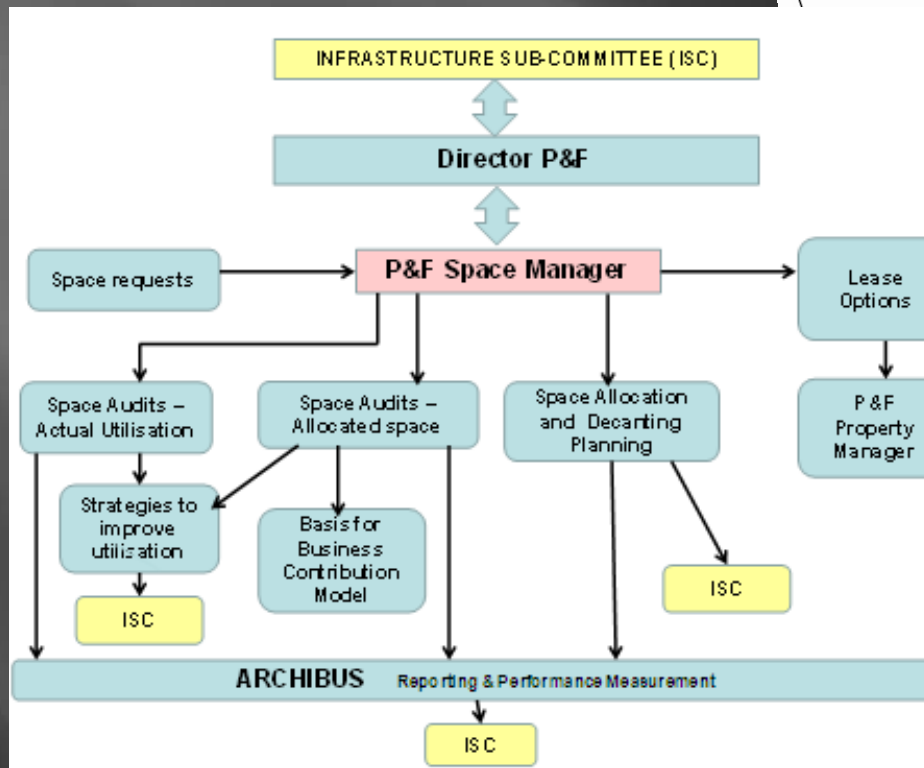 INFRASTRUCTURE SUB-COMMITTEE (ISC)
Director P&F
P&F Space Manager
Space requests
Lease
Options
Space Audits –
Actual Utilisation
Space Audits –
Allocated space
Space Allocation
and Decanting
Planning
P&F
Property
Manager
Strategies to
improve
utilisation
Basis for
Business
Contribution
Model
ISC
ISC
ARCHIBUS Reporting & Performance Measurement
ISC